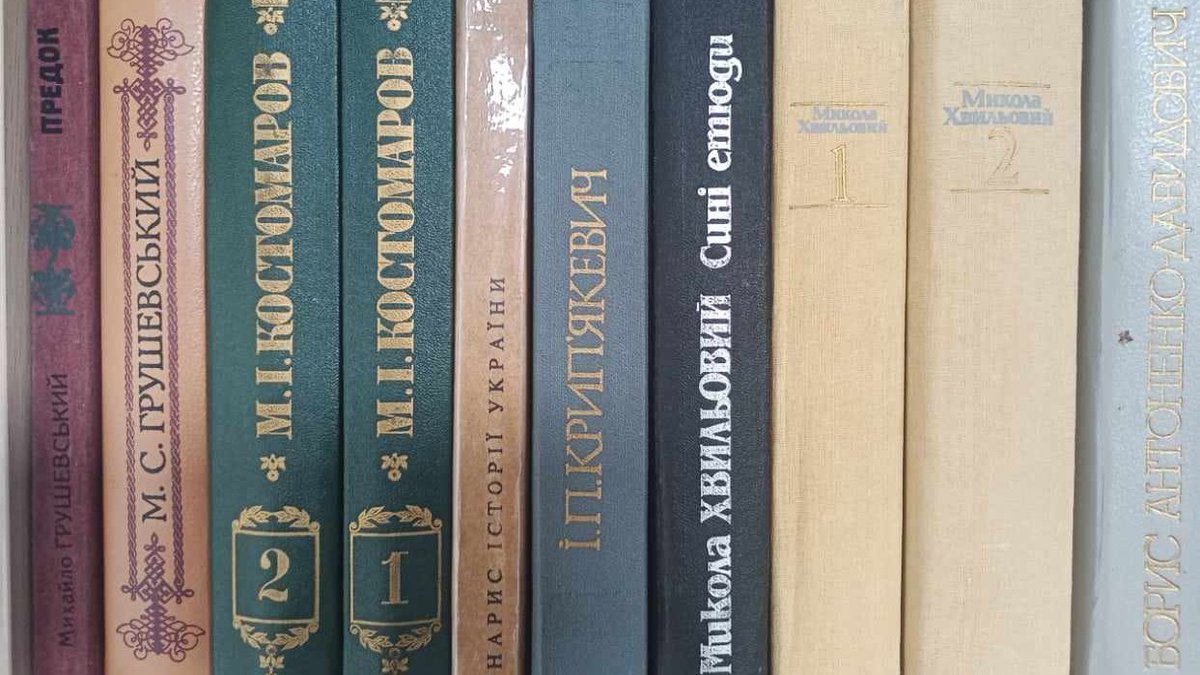 Михайло ГРУШЕВСЬКИЙ ПРЕДОК
М. С. ГРУШЕВСЬКИЙ
М.І.КОСТОМАРОВ
2
М.І.КОСТОМАРОВ
1
НАРИС ІСТОРІЇ УКРАЇНИ
І.П.КРИП'ЯКЕВИЧ
Микола ХВИЛЬОВИЙ Сині етюди
Микола
Хвильовий
1
Микола
Хвильовий
2
БОРИС АНТОНЕНКО-ДАВИДОВИЧ